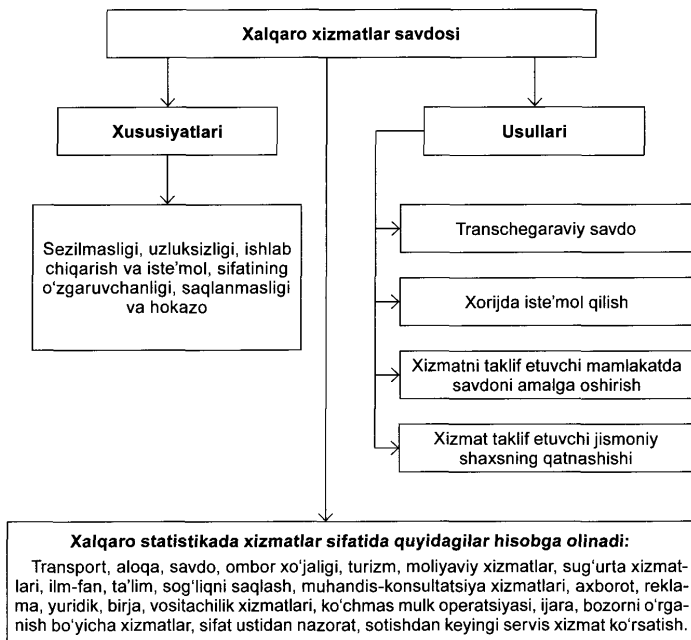 Xalqaro xizmatlar savdosi
Xususiyatlari
Usullari
Sezilmasligi, uzluksizligi, ishlab
chiqarish va iste'mol, sifatining
o'zgaruvchanligi, saqlanmasligi
va hokazo
Transchegaraviy savdo
Xorijda iste'mol qilish
Xizmatni taklif etuvchi mamlakatda
savdoni amalga oshirish
Xizmat taklif etuvchi jismoniy
shaxsning qatnashishi
Xalqaro statistikada xizmatlar sifatida quyidagilar hisobga olinadi:
Transport, aloqa, savdo, ombor xo'jaligi, turizm, moliyaviy xizmatlar, sug'urta xizmat-
lari, ilm-fan, ta'lim, sog'liqni saqlash, muhandis-konsultatsiya xizmatlari, axborot, rekla-
ma, yuridik, birja, vositachilik xizmatlari, ko'chmas mulk operatsiyasi, ijara, bozorni o'rga-
nish bo'yicha xizmatlar, sifat ustidan nazorat, sotishdan keyingi servis xizmat ko'rsatish.